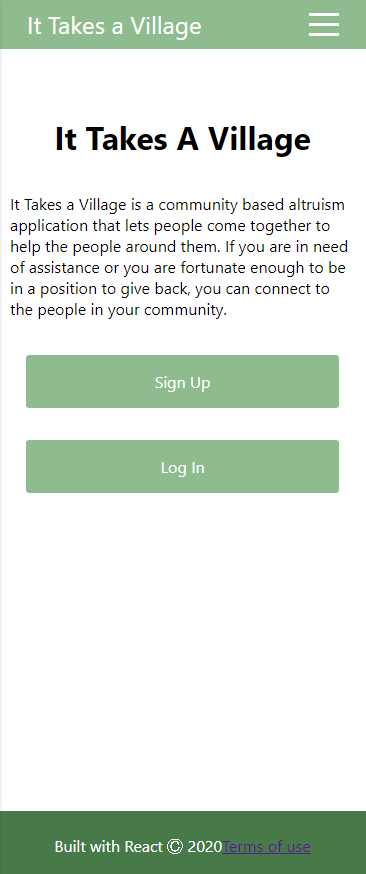 It Takes a Village
It Takes A Village
It Takes a Village is a community based altruism
application that lets people come together to
help the people around them. If you are in need
of assistance or you are fortunate enough to be
in a position to give back, you can connect to
the people in your community.
Sign Up
Log In
Built with React © 2020Terms of use